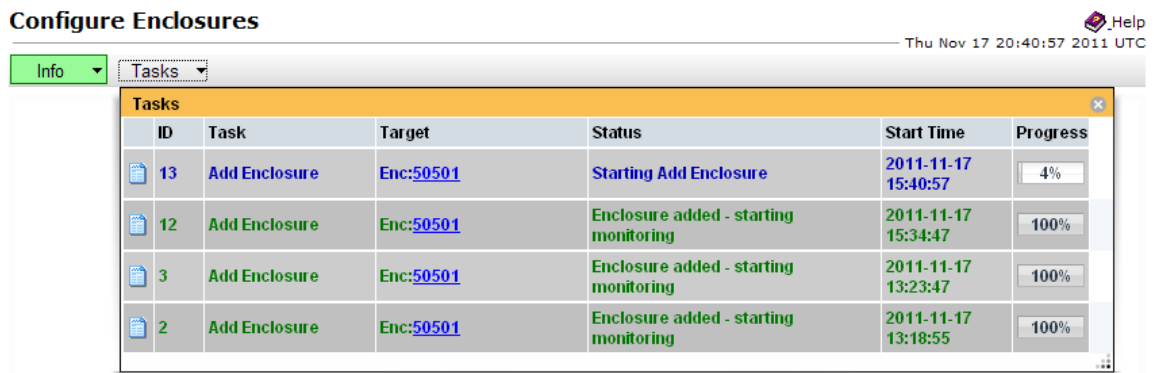 Configure Enclosures
Help
Thu Nov 17 20:40:57 2011 UTC
Info Tasks
Tasks
ID Task Target Status Start Time Progress
13 Add Enclosure Enc:50501 Starting Add Enclosure 2011-11-17 15:40:57 4%
12 Add Enclosure Enc:50501 Enclosure added - starting monitoring 2011-11-17 15:34:47 100%
3 Add Enclosure Enc:50501 Enclosure added - starting monitoring 2011-11-17 13:23:47 100%
2 Add Enclosure Enc:50501 Enclosure added - starting monitoring 2011-11-17 13:18:55 100%